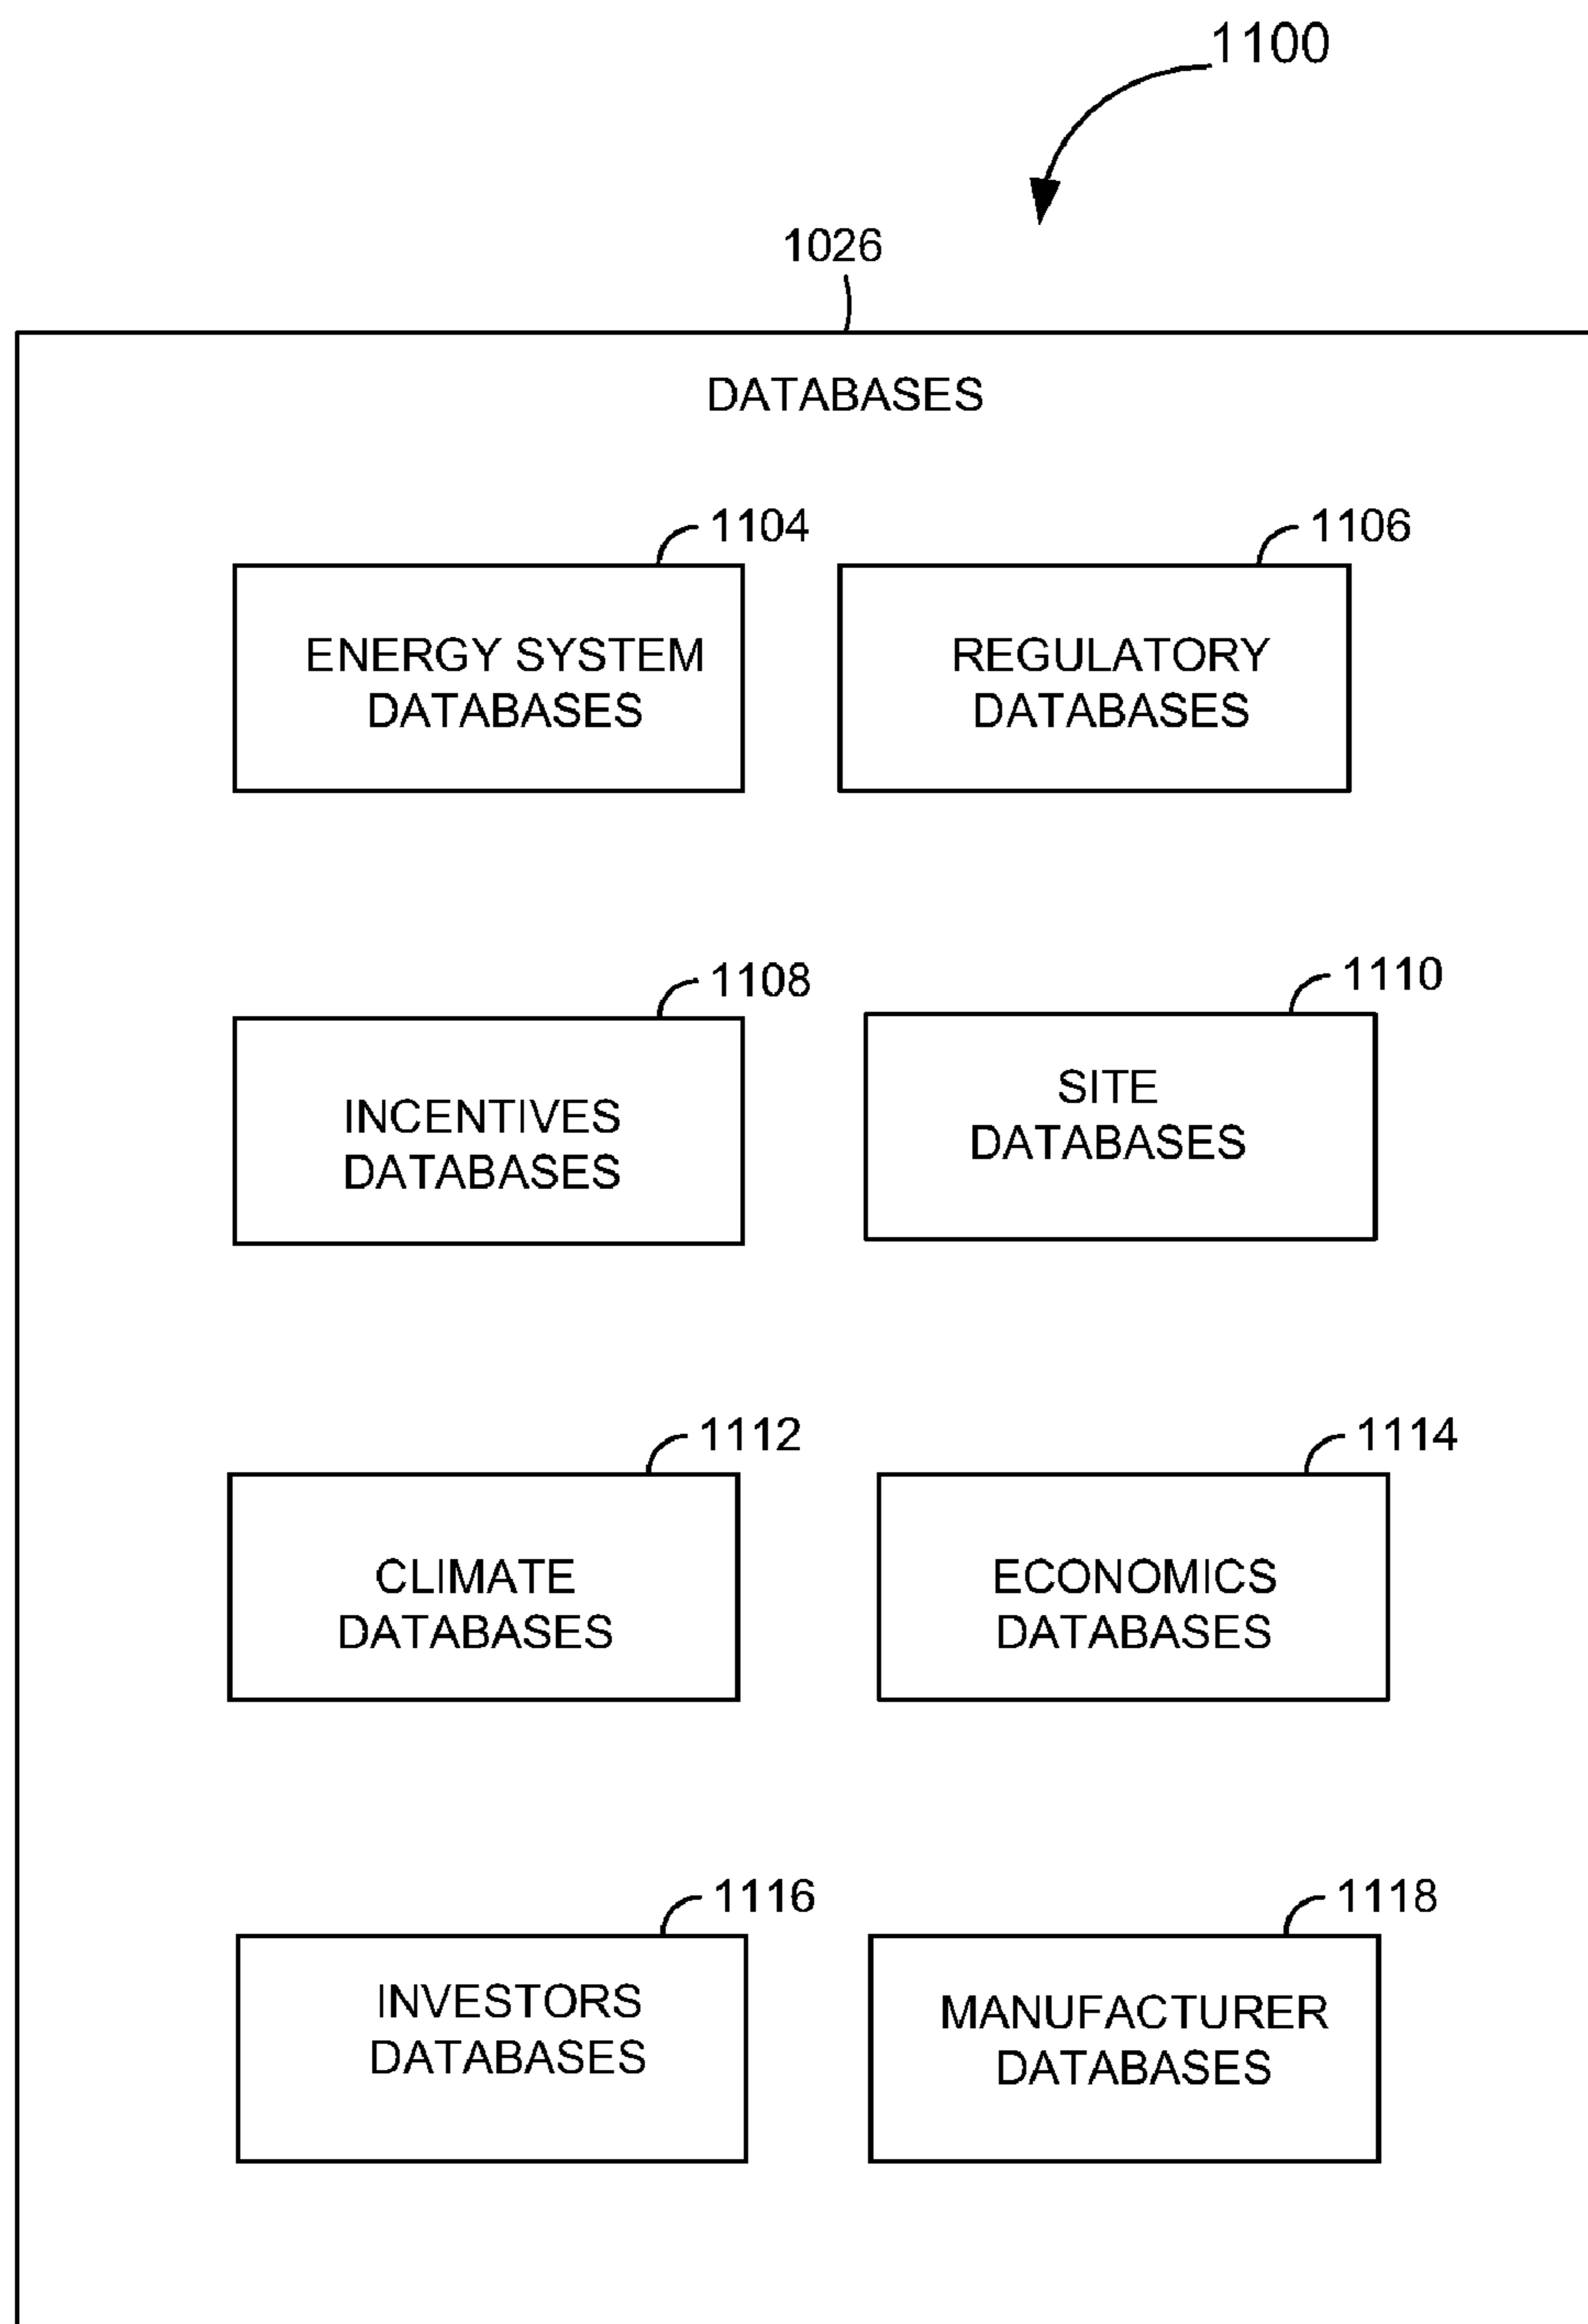 1100
1026
DATABASES
1104
1106
ENERGY SYSTEM
DATABASES
REGULATORY
DATABASES
1108
1110
INCENTIVES
DATABASES
SITE
DATABASES
1112
1114
CLIMATE
DATABASES
ECONOMICS
DATABASES
1116
1118
INVESTORS
DATABASES
MANUFACTURER
DATABASES